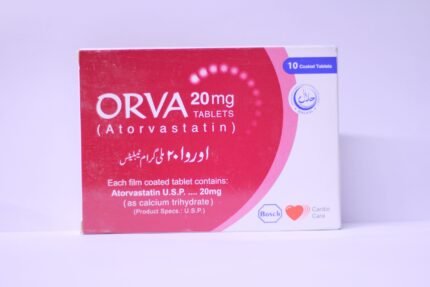 10 Coated Tablets
ORVA 20mg
TABLETS
(Atorvastatin)
اوروا ۲۰ ملی گرام ٹیبلیٹس
Each film coated tablet contains:
Atorvastatin U.S.P. .... 20mg
(as calcium trihydrate)
(Product Specs.: U.S.P.)
Bosch
Cardio
Care